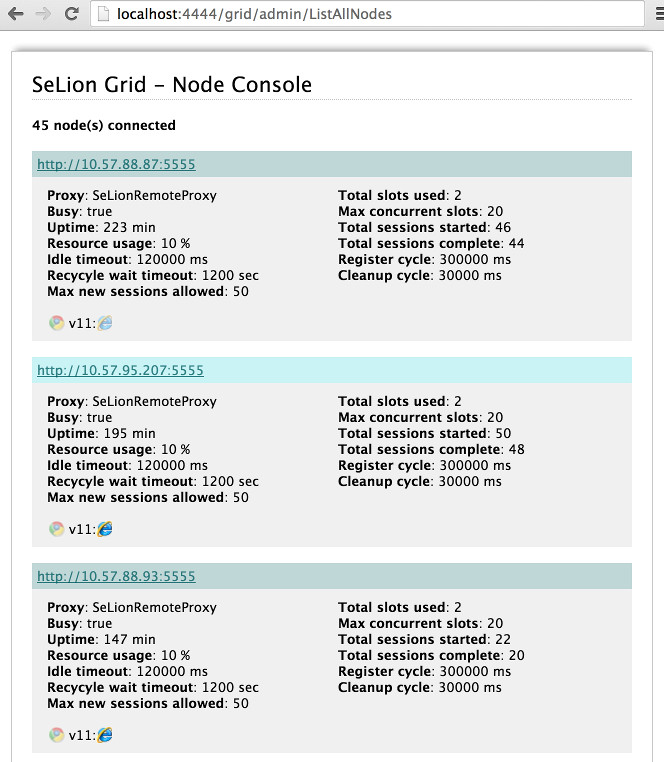 localhost:4444/grid/admin/ListAllNodes
SeLion Grid – Node Console
45 node(s) connected
http://10.57.88.87:5555
Proxy: SeLionRemoteProxy
Busy: true
Uptime: 223 min
Resource usage: 10 %
Idle timeout: 120000 ms
Recycyle wait timeout: 1200 sec
Max new sessions allowed: 50
Total slots used: 2
Max concurrent slots: 20
Total sessions started: 46
Total sessions complete: 44
Register cycle: 300000 ms
Cleanup cycle: 30000 ms
v11:
http://10.57.95.207:5555
Proxy: SeLionRemoteProxy
Busy: true
Uptime: 195 min
Resource usage: 10 %
Idle timeout: 120000 ms
Recycyle wait timeout: 1200 sec
Max new sessions allowed: 50
Total slots used: 2
Max concurrent slots: 20
Total sessions started: 50
Total sessions complete: 48
Register cycle: 300000 ms
Cleanup cycle: 30000 ms
v11:
http://10.57.88.93:5555
Proxy: SeLionRemoteProxy
Busy: true
Uptime: 147 min
Resource usage: 10 %
Idle timeout: 120000 ms
Recycyle wait timeout: 1200 sec
Max new sessions allowed: 50
Total slots used: 2
Max concurrent slots: 20
Total sessions started: 22
Total sessions complete: 20
Register cycle: 300000 ms
Cleanup cycle: 30000 ms
v11: